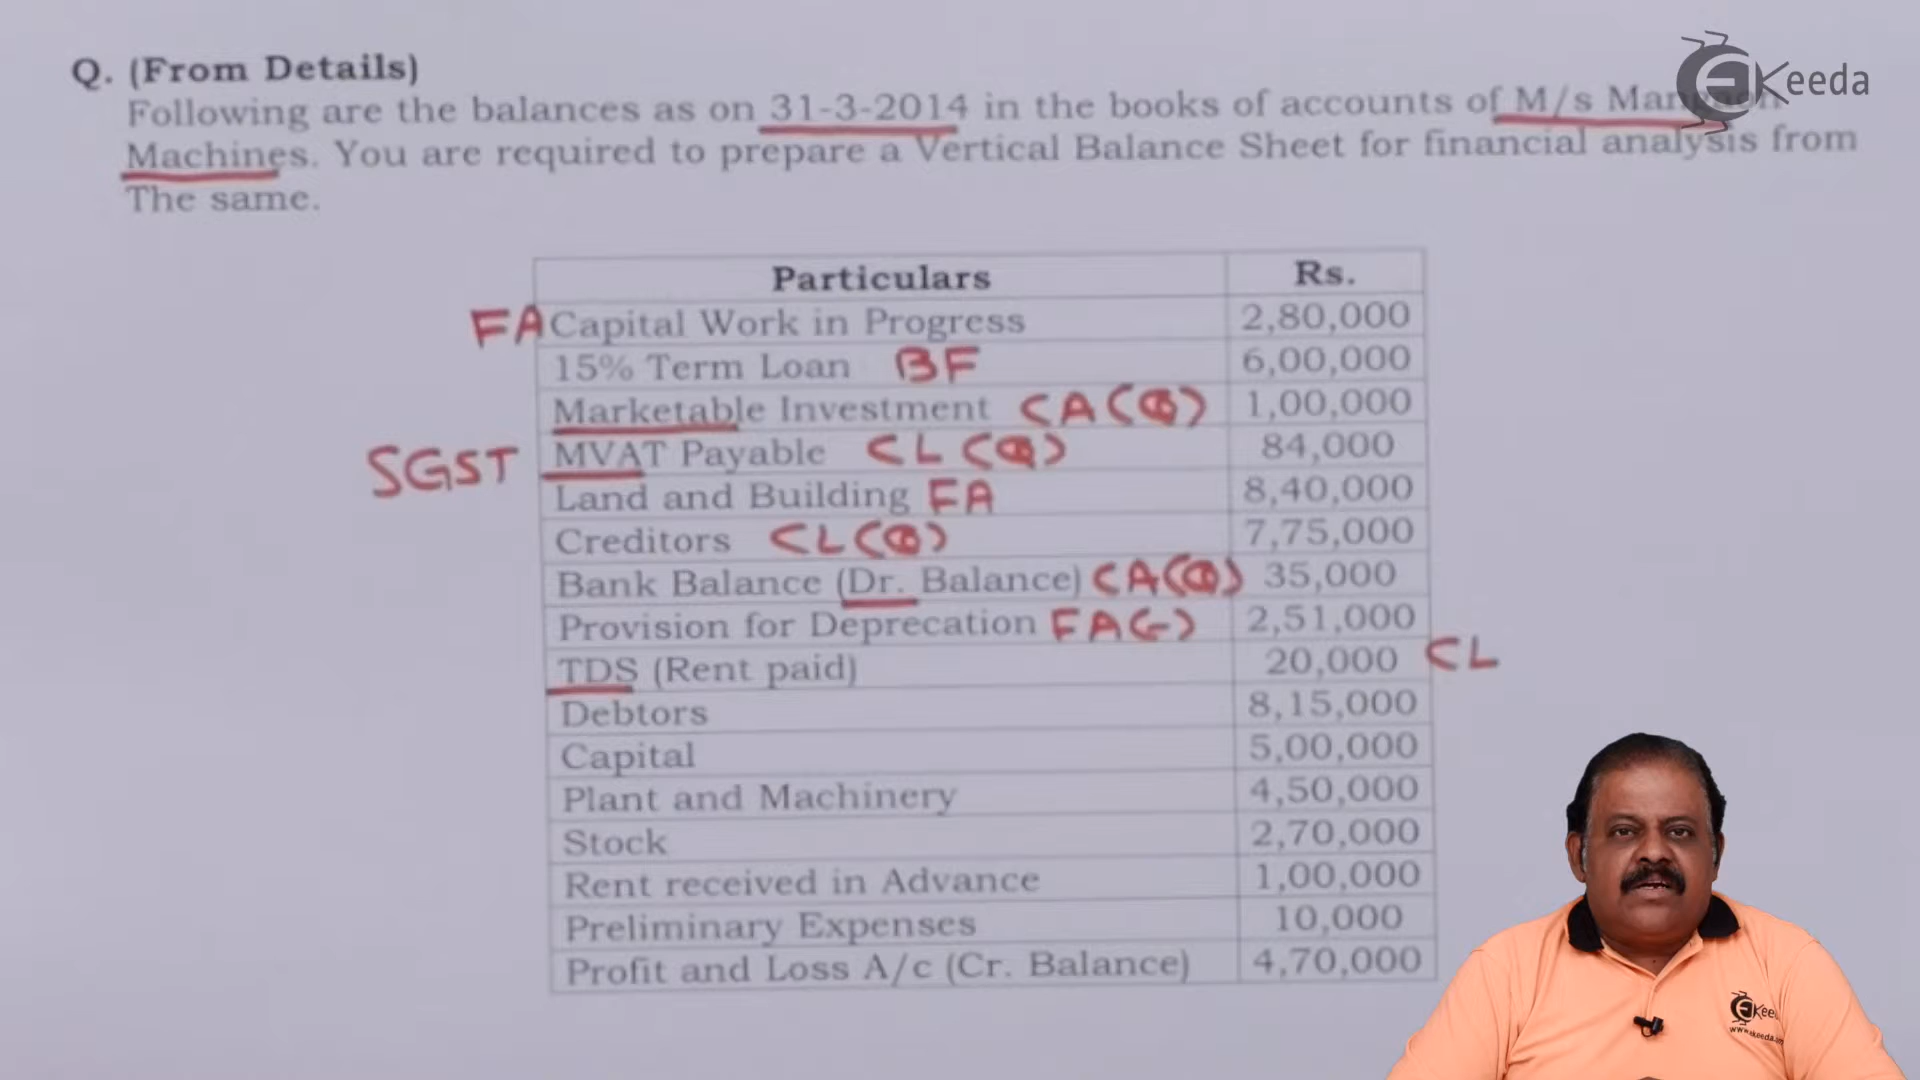 Keeda
Q. (From Details)
Following are the balances as on 31-3-2014 in the books of accounts of M/s
Machines. You are required to prepare a Vertical Balance Sheet for financial analysis from
The same.
Particulars Rs.
FA Capital Work in Progress 2,80,000
15% Term Loan BF 6,00,000
Marketable Investment CA(Q) 1,00,000
SGST MVAT Payable CL(Q) 84,000
Land and Building FA 8,40,000
Creditors CL(Q) 7,75,000
Bank Balance (Dr. Balance) CA(Q) 35,000
Provision for Deprecation FA(-) 2,51,000
TDS (Rent paid) 20,000 CL
Debtors 8,15,000
Capital 5,00,000
Plant and Machinery 4,50,000
Stock 2,70,000
Rent received in Advance 1,00,000
Preliminary Expenses 10,000
Profit and Loss A/c (Cr. Balance) 4,70,000
www.ekeeda.com